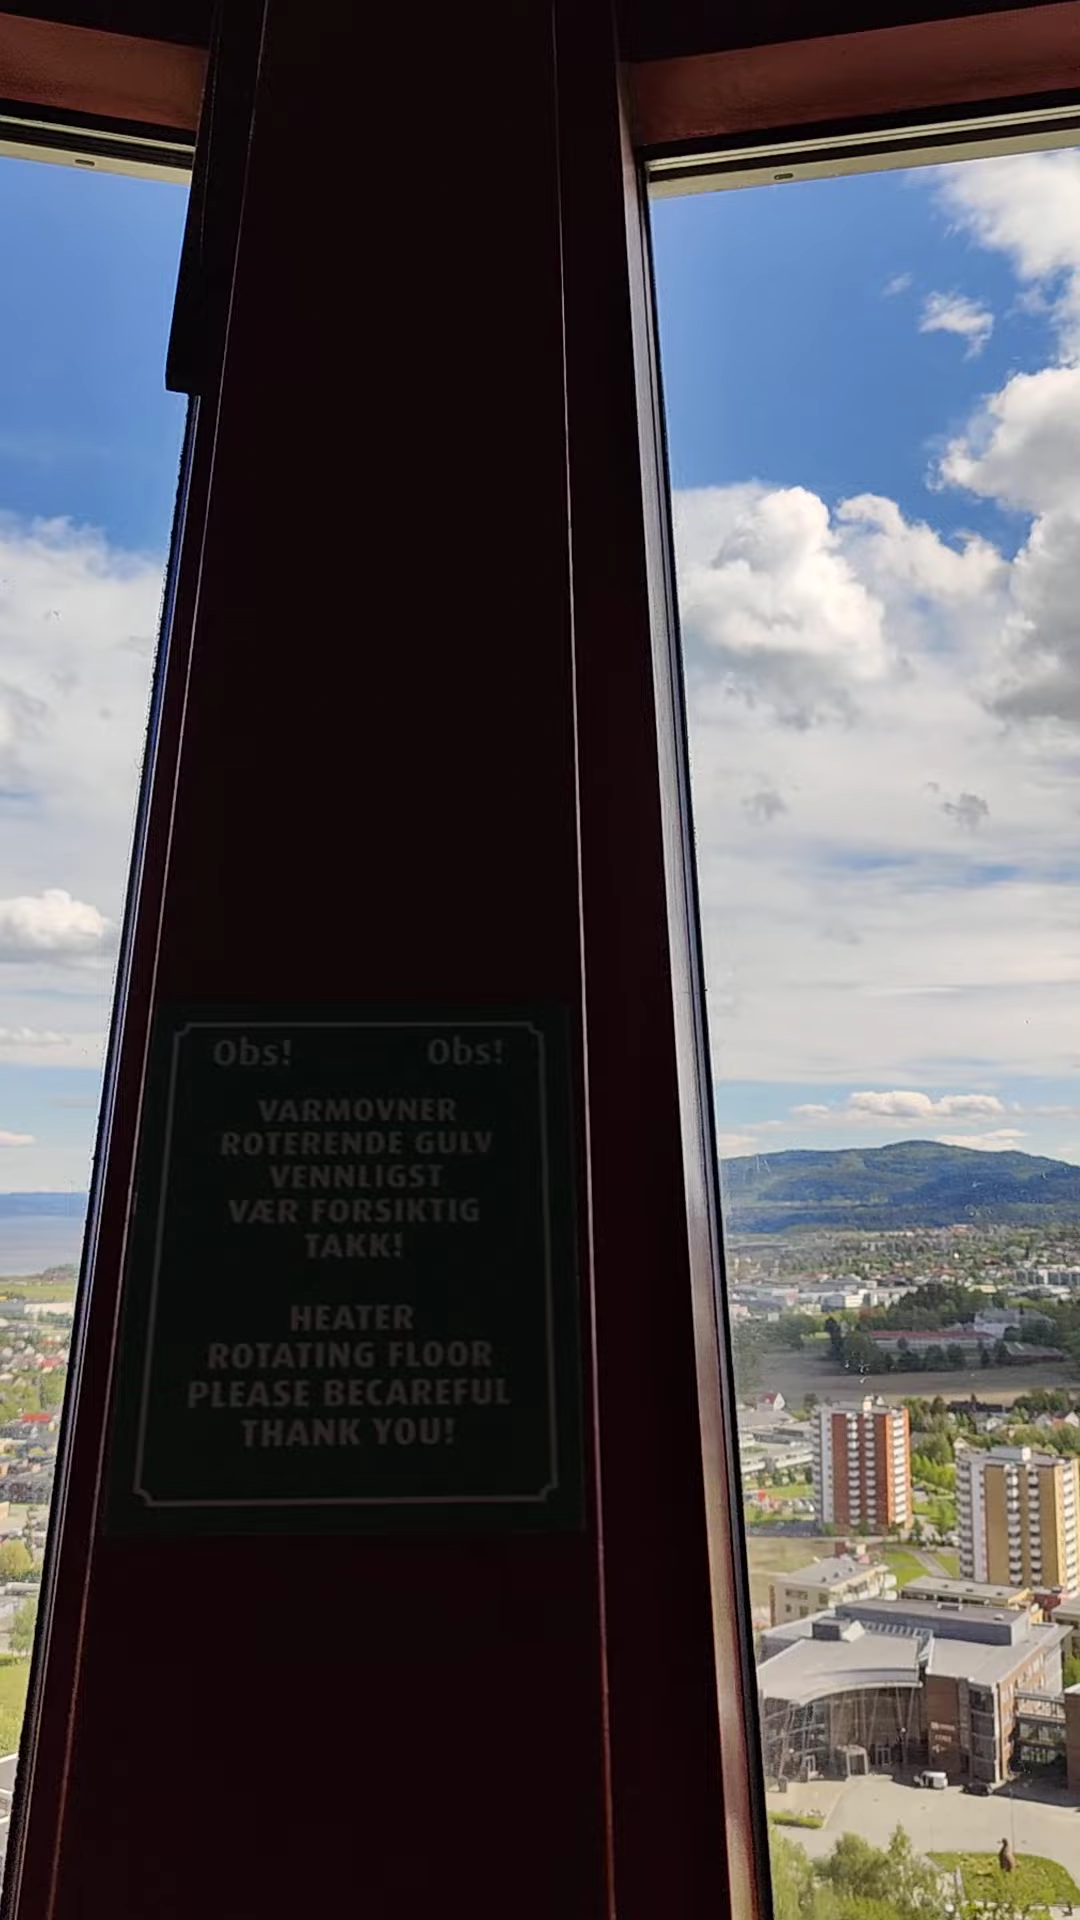 Obs! Obs!
VARMOVNER
ROTERENDE GULV
VENNLIGST
VÆR FORSIKTIG
TAKK!
HEATER
ROTATING FLOOR
PLEASE BECAREFUL
THANK YOU!